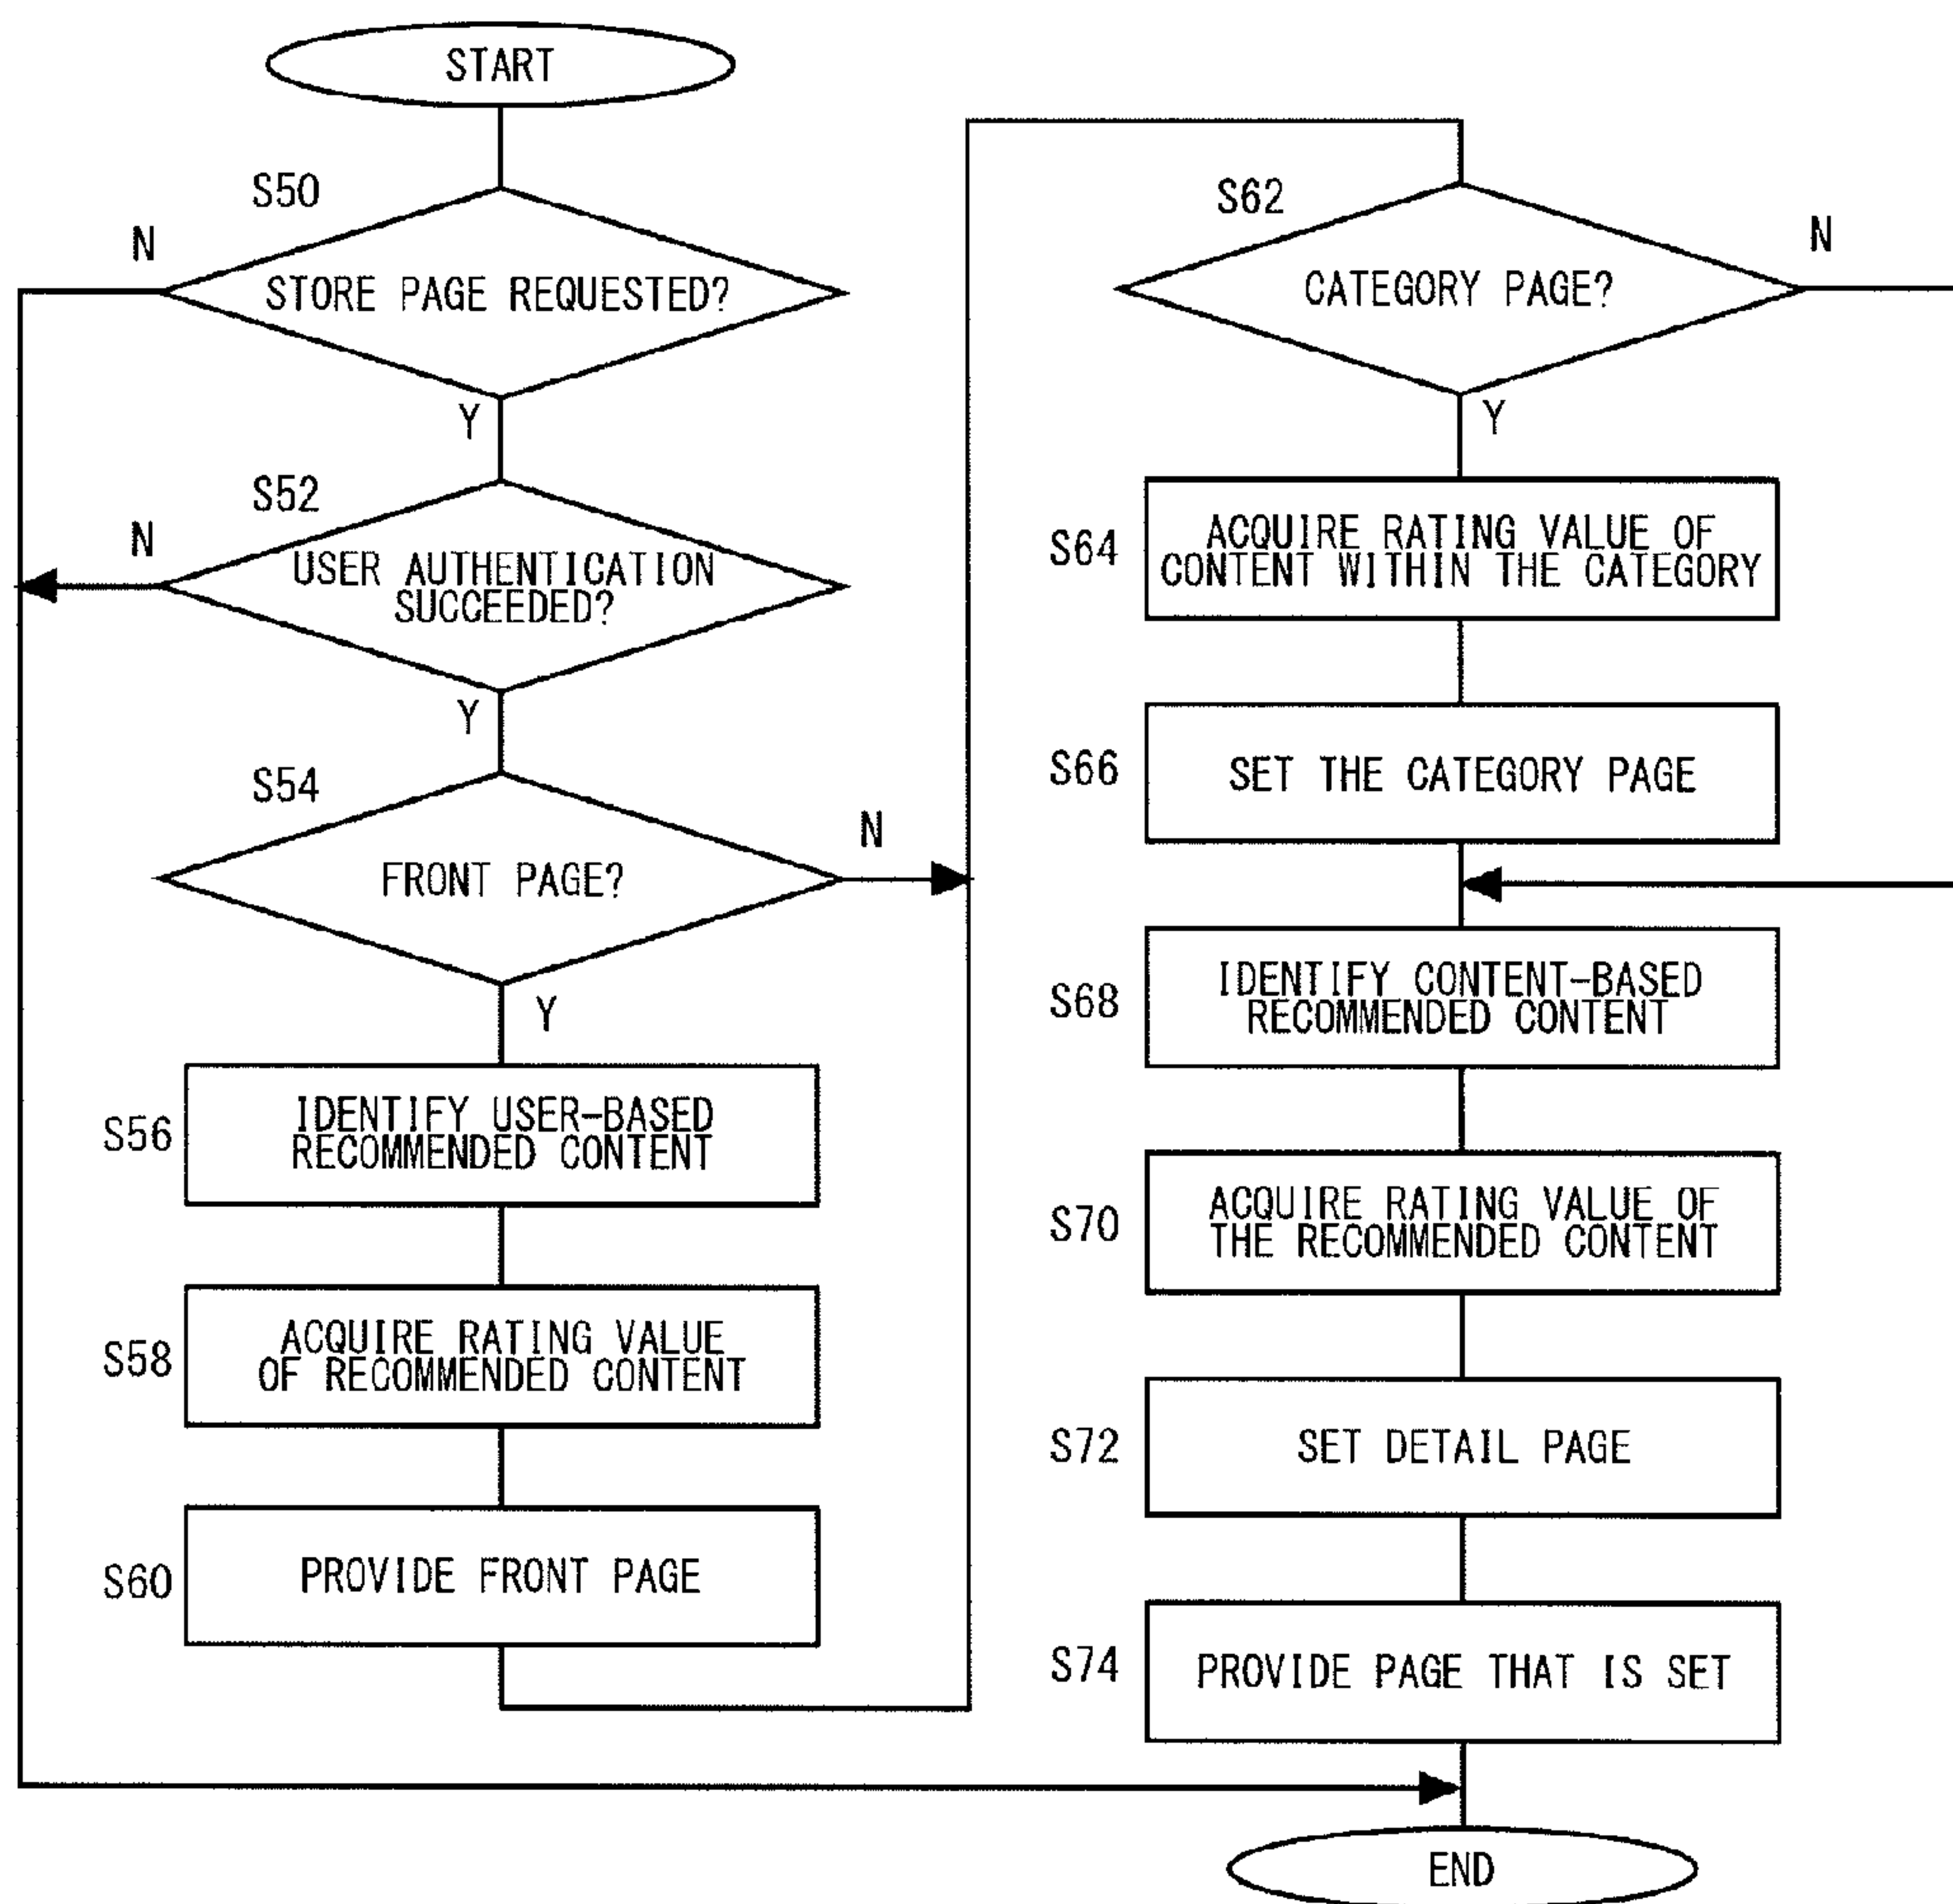 START
S50
N
STORE PAGE REQUESTED?
Y
S52
N
USER AUTHENTICATION
SUCCEEDED?
Y
S54
N
FRONT PAGE?
Y
S56
IDENTIFY USER-BASED
RECOMMENDED CONTENT
S58
ACQUIRE RATING VALUE
OF RECOMMENDED CONTENT
S60
PROVIDE FRONT PAGE
S62
N
CATEGORY PAGE?
Y
S64
ACQUIRE RATING VALUE OF
CONTENT WITHIN THE CATEGORY
S66
SET THE CATEGORY PAGE
S68
IDENTIFY CONTENT-BASED
RECOMMENDED CONTENT
S70
ACQUIRE RATING VALUE OF
THE RECOMMENDED CONTENT
S72
SET DETAIL PAGE
S74
PROVIDE PAGE THAT IS SET
END